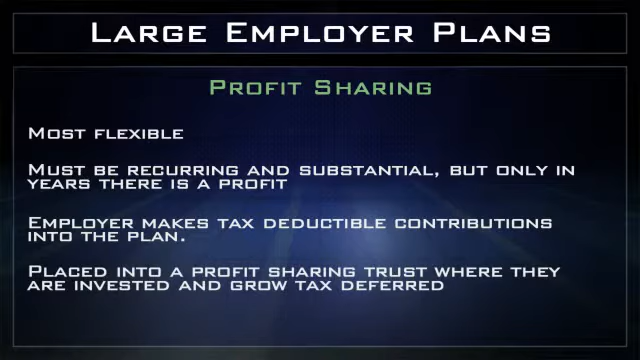 Large Employer Plans
Profit Sharing
Most flexible
Must be recurring and substantial, but only in
years there is a profit
Employer makes tax deductible contributions
into the plan.
Placed into a profit sharing trust where they
are invested and grow tax deferred